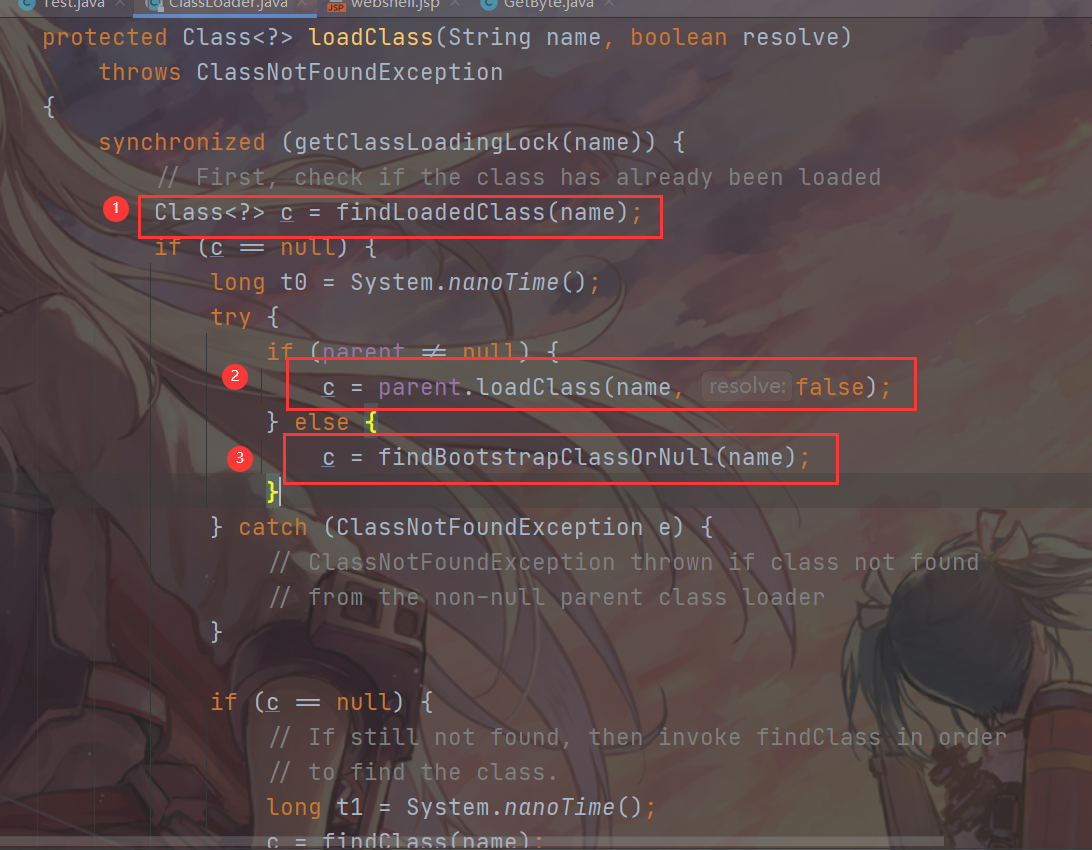 Test.java
ClassLoader.java
JSP webshell.jsp
GetByte.java
protected Class<?> loadClass(String name, boolean resolve)
throws ClassNotFoundException
{
synchronized (getClassLoadingLock(name)) {
// First, check if the class has already been loaded
1 Class<?> c = findLoadedClass(name);
if (c == null) {
long t0 = System.nanoTime();
try {
if (parent ≠ null) {
2 c = parent.loadClass(name, resolve: false);
} else {
3 c = findBootstrapClassOrNull(name);
}
} catch (ClassNotFoundException e) {
// ClassNotFoundException thrown if class not found
// from the non-null parent class loader
}
if (c == null) {
// If still not found, then invoke findClass in order
// to find the class.
long t1 = System.nanoTime();
c = findClass(name);